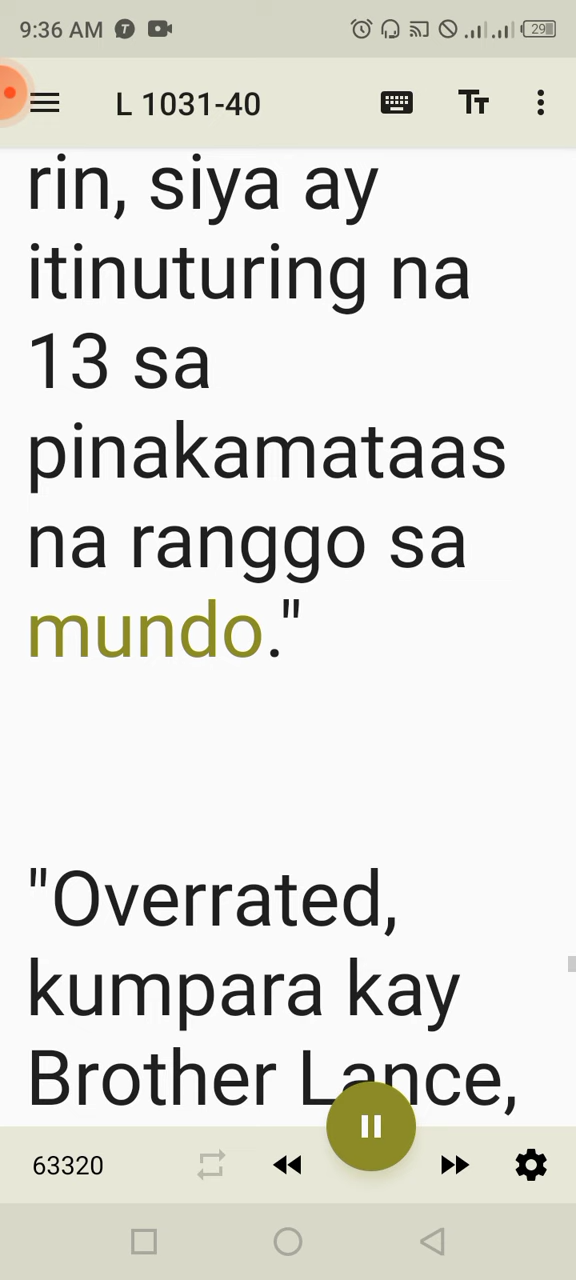 9:36 AM
29
L 1031-40
rin, siya ay
itinuturing na
13 sa
pinakamataas
na ranggo sa
mundo."
"Overrated,
kumpara kay
Brother Lance,
63320